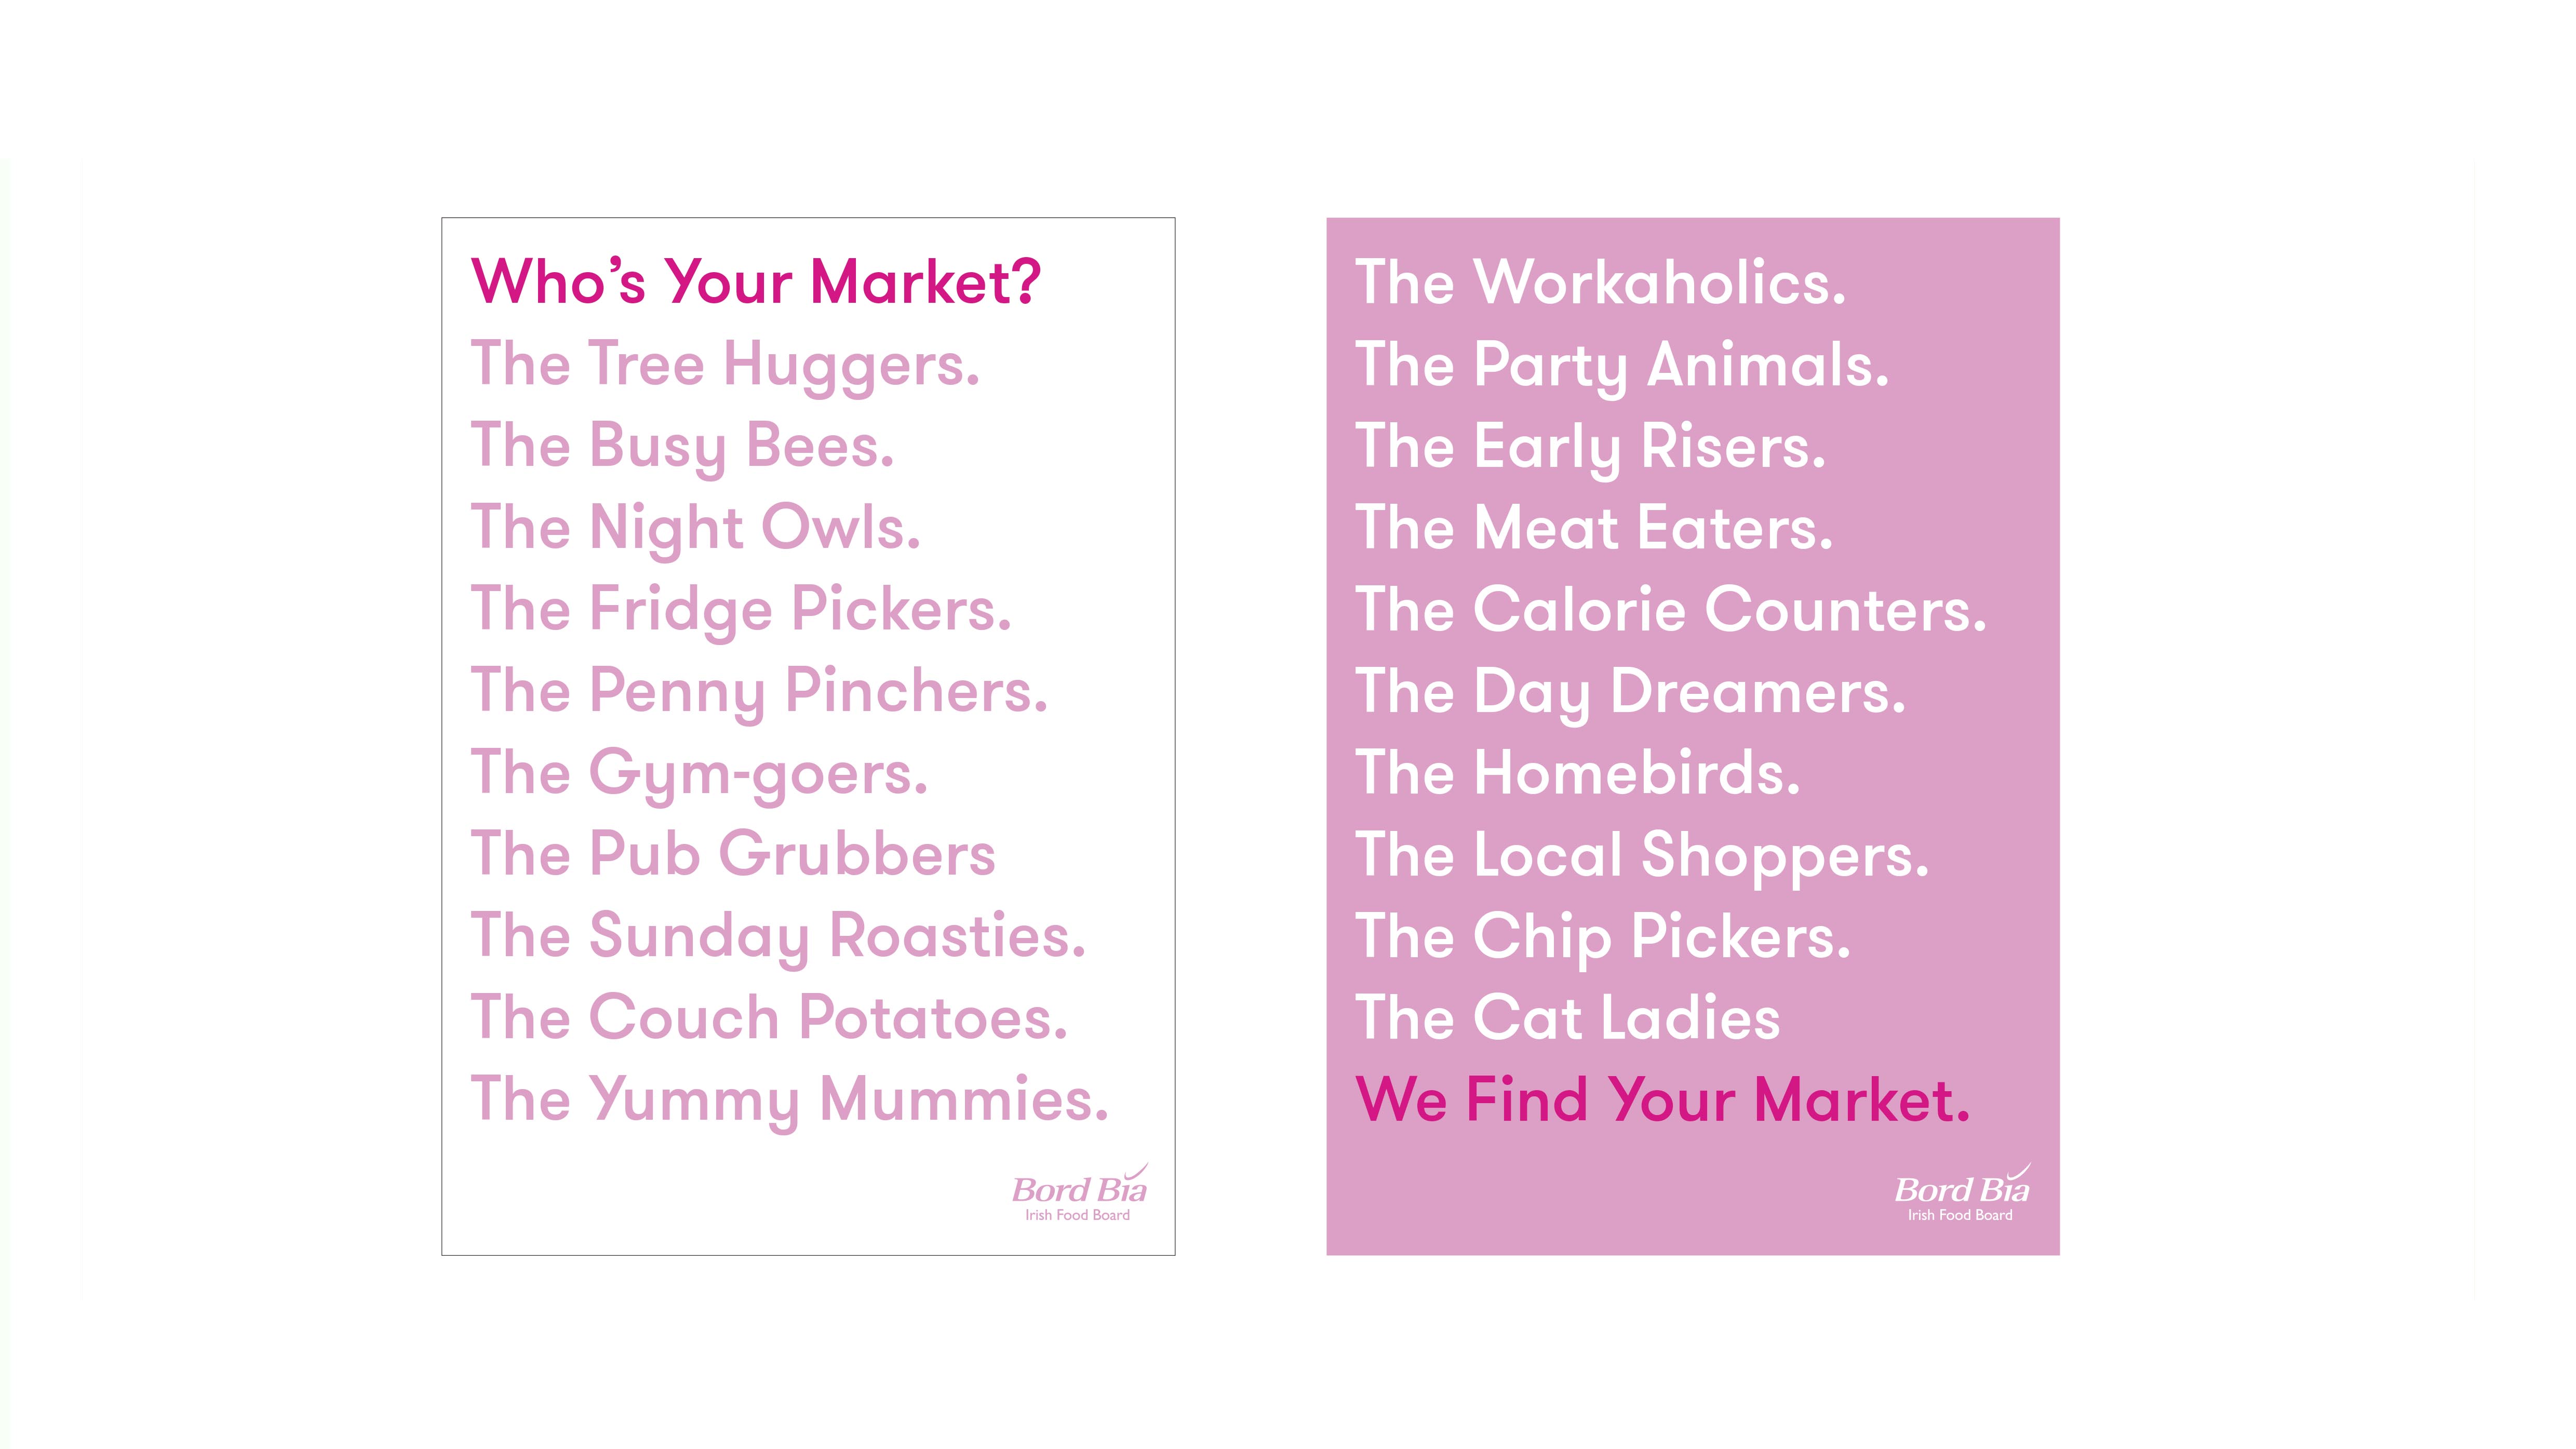 Who’s Your Market?
The Tree Huggers.
The Busy Bees.
The Night Owls.
The Fridge Pickers.
The Penny Pinchers.
The Gym-goers.
The Pub Grubbers
The Sunday Roasties.
The Couch Potatoes.
The Yummy Mummies.
Bord Bia
Irish Food Board
The Workaholics.
The Party Animals.
The Early Risers.
The Meat Eaters.
The Calorie Counters.
The Day Dreamers.
The Homebirds.
The Local Shoppers.
The Chip Pickers.
The Cat Ladies
We Find Your Market.
Bord Bia
Irish Food Board